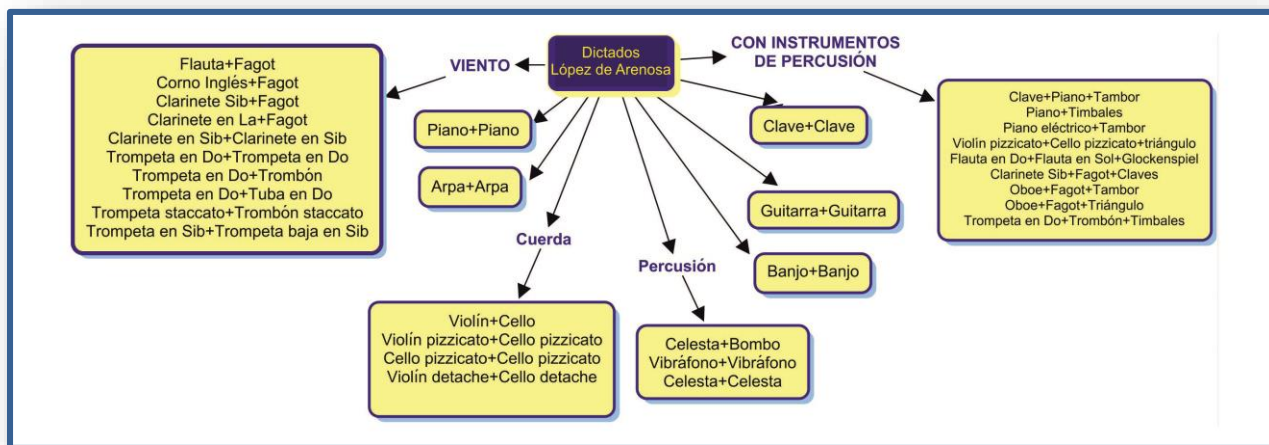 Dictados
López de Arenosa
VIENTO
Flauta+Fagot
Corno Inglés+Fagot
Clarinete Sib+Fagot
Clarinete en La+Fagot
Clarinete en Sib+Clarinete en Sib
Trompeta en Do+Trompeta en Do
Trompeta en Do+Trombón
Trompeta en Do+Tuba en Do
Trompeta staccato+Trombón staccato
Trompeta en Sib+Trompeta baja en Sib
Piano+Piano
Arpa+Arpa
Cuerda
Violín+Cello
Violín pizzicato+Cello pizzicato
Cello pizzicato+Cello pizzicato
Violín detache+Cello detache
Percusión
Celesta+Bombo
Vibráfono+Vibráfono
Celesta+Celesta
Banjo+Banjo
Guitarra+Guitarra
Clave+Clave
CON INSTRUMENTOS
DE PERCUSIÓN
Clave+Piano+Tambor
Piano+Timbales
Piano eléctrico+Tambor
Violín pizzicato+Cello pizzicato+triángulo
Flauta en Do+Flauta en Sol+Glockenspiel
Clarinete Sib+Fagot+Claves
Oboe+Fagot+Tambor
Oboe+Fagot+Triángulo
Trompeta en Do+Trombón+Timbales